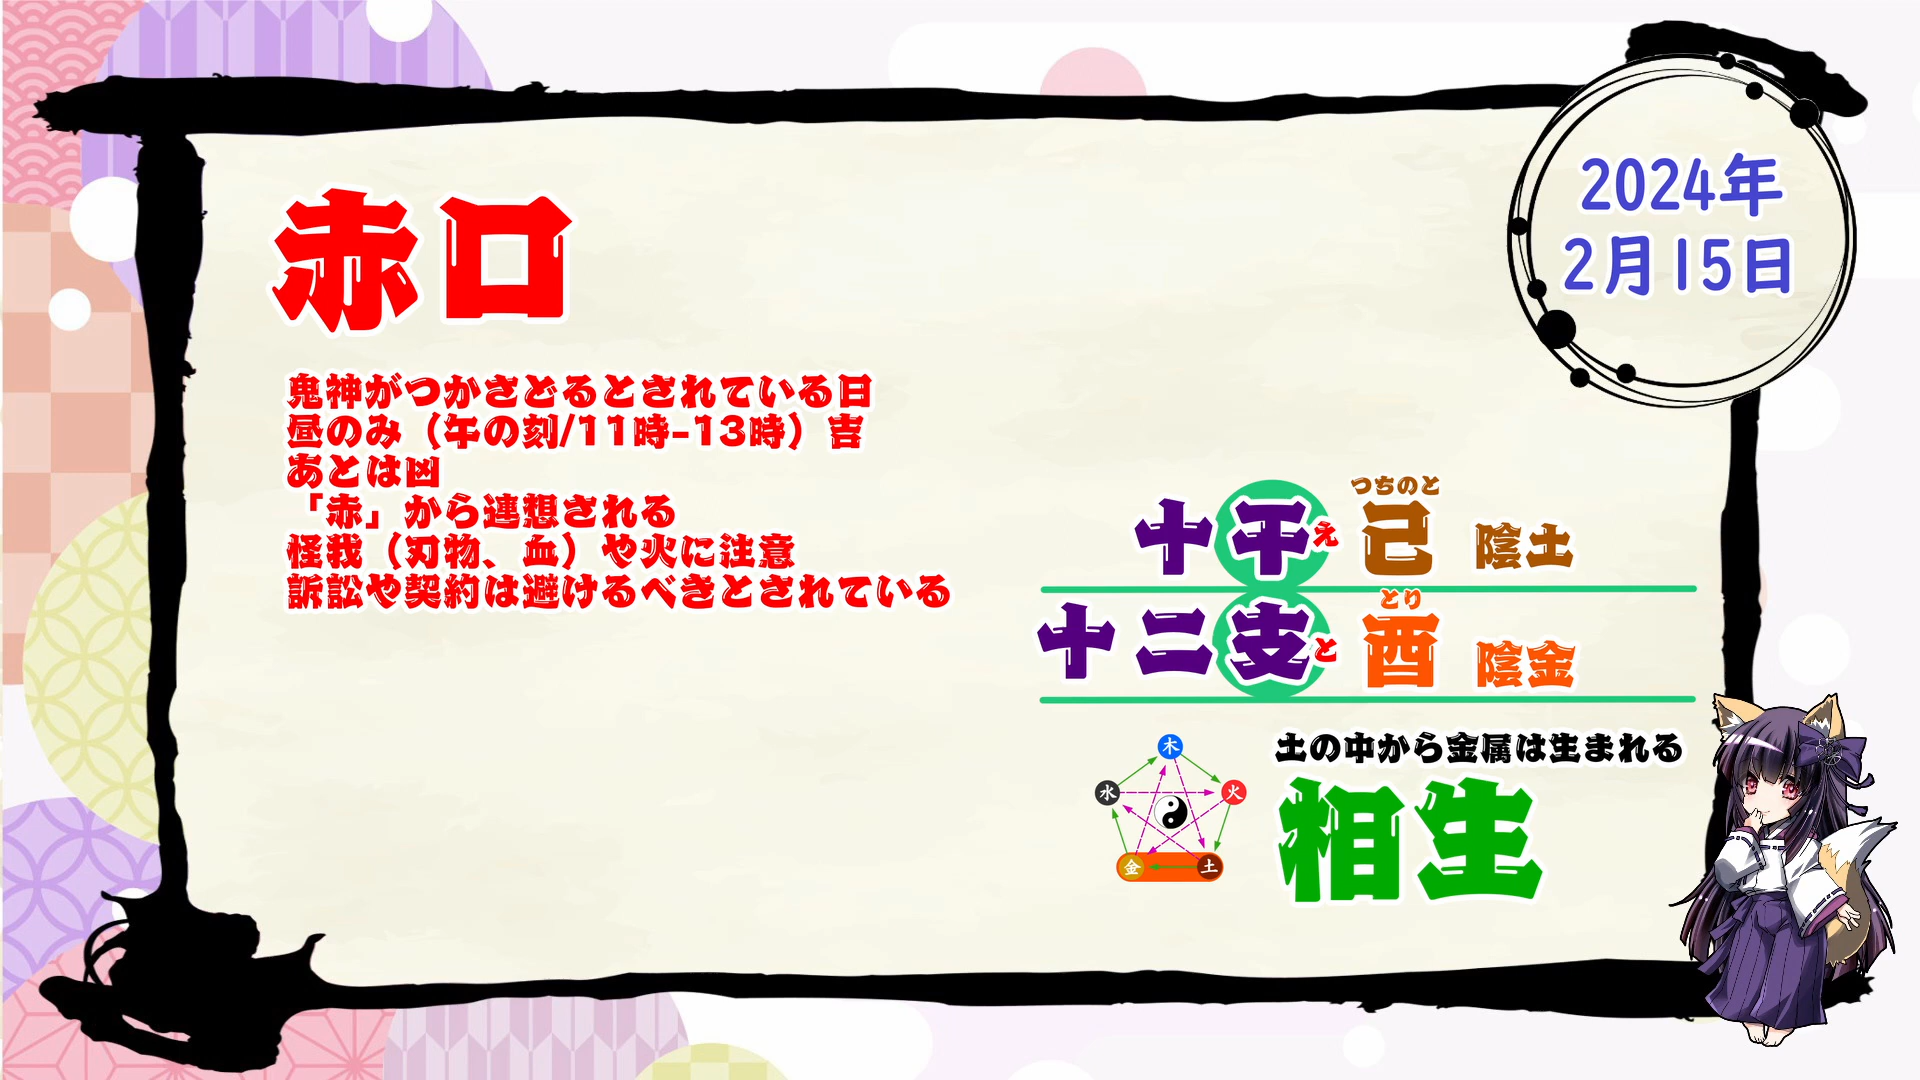 2024年
2月15日
赤口
鬼神がつかさどるとされている日
昼のみ（午の刻/11時-13時）吉
あとは凶
「赤」から連想される
怪我（刃物、血）や火に注意
訴訟や契約は避けるべきとされている
つちのと
十干え 己 陰土
とり
十二支と 酉 陰金
土の中から金属は生まれる
相生
木
水
火
金
土